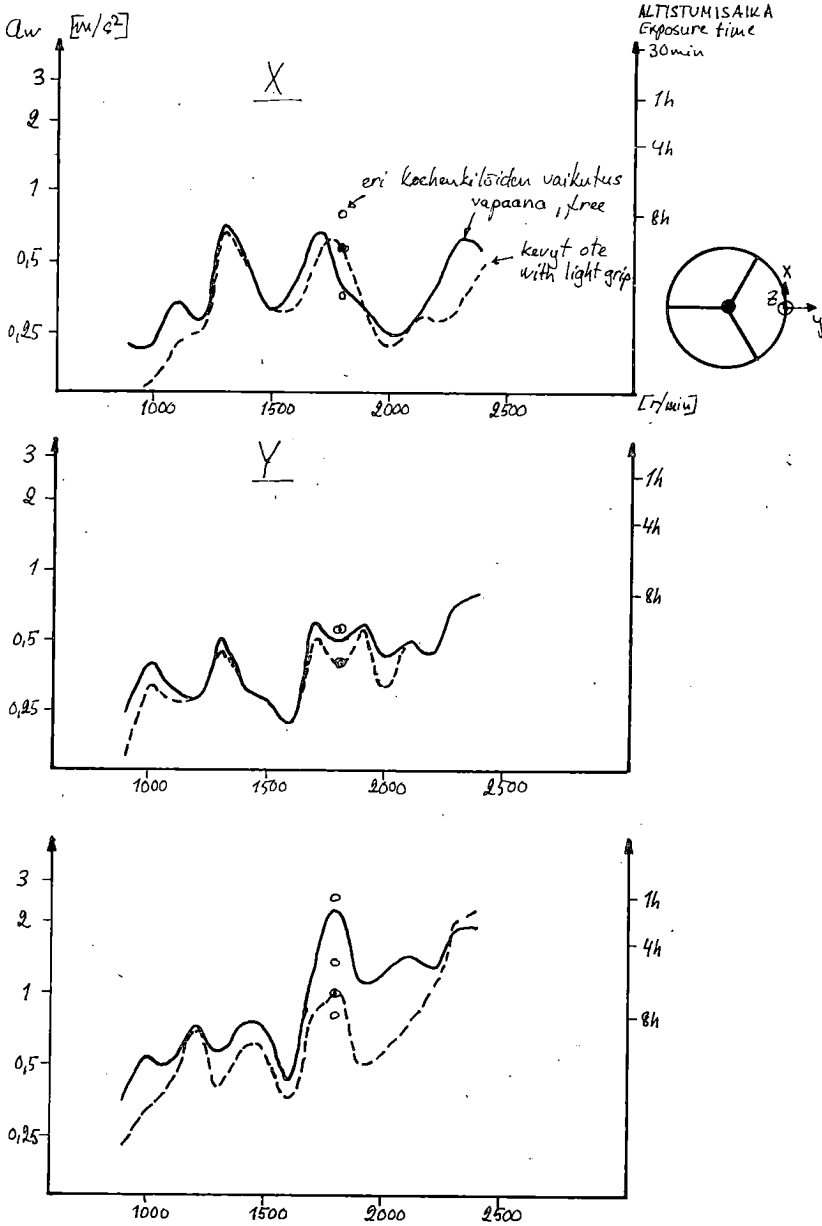 aw [m/s²]
ALTISTUMISAIKA
Exposure time
30min
X
3
2
1
0,5
0,25
1h
4h
8h
eri koehenkilöiden vaikutus
vapaana, free
kevyt ote
with light grip
X
Z
y
1000
1500
2000
2500
[r/min]
Y
3
2
1
0,5
0,25
1h
4h
8h
1000
1500
2000
2500
3
2
1
0,5
0,25
1h
4h
8h
1000
1500
2000
2500